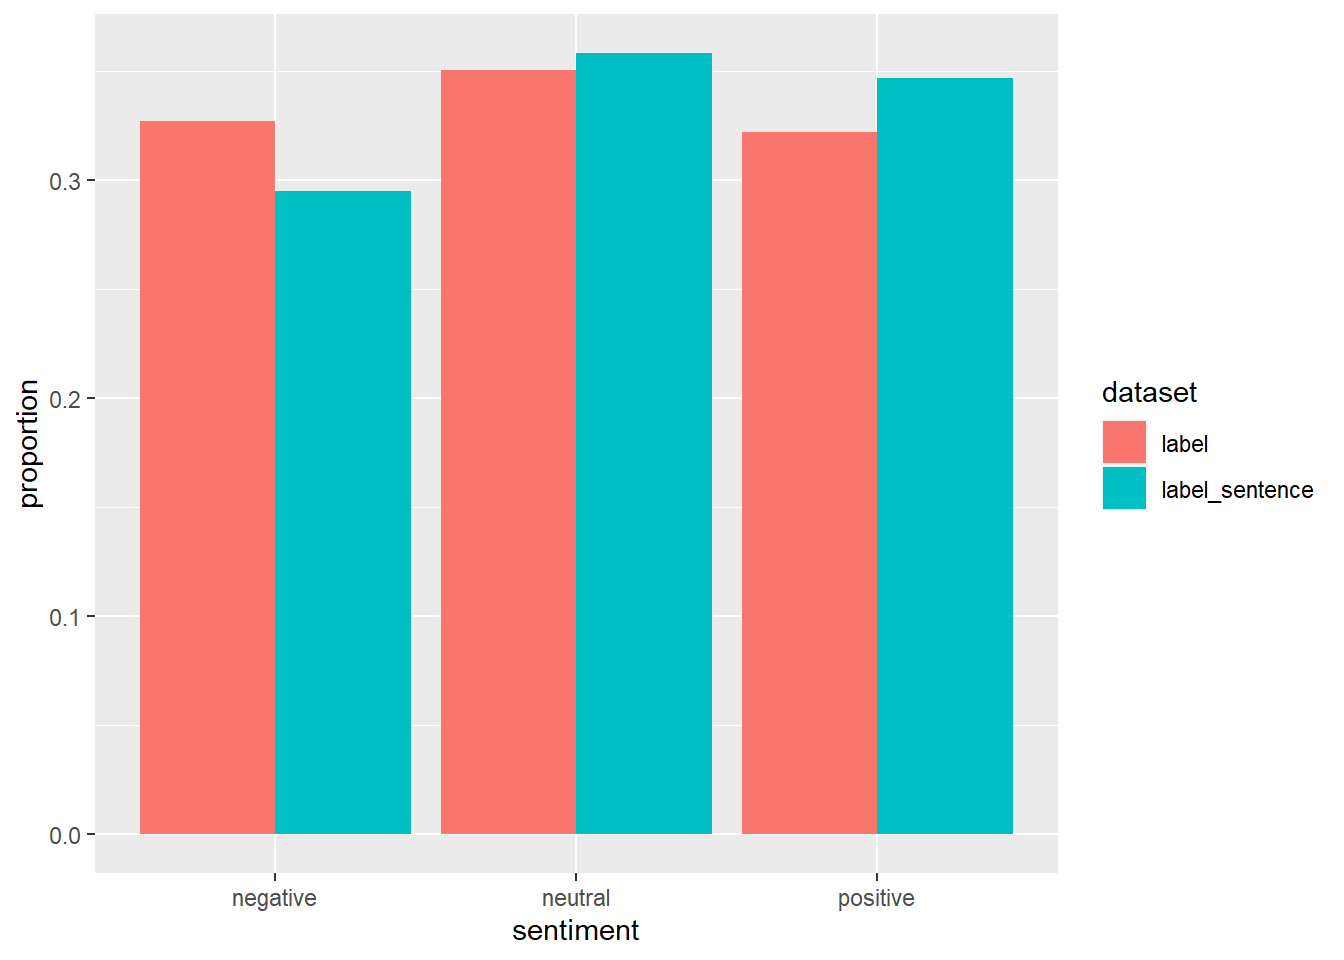 proportion
0.3
0.2
0.1
0.0
negative neutral positive
sentiment
dataset
label
label_sentence